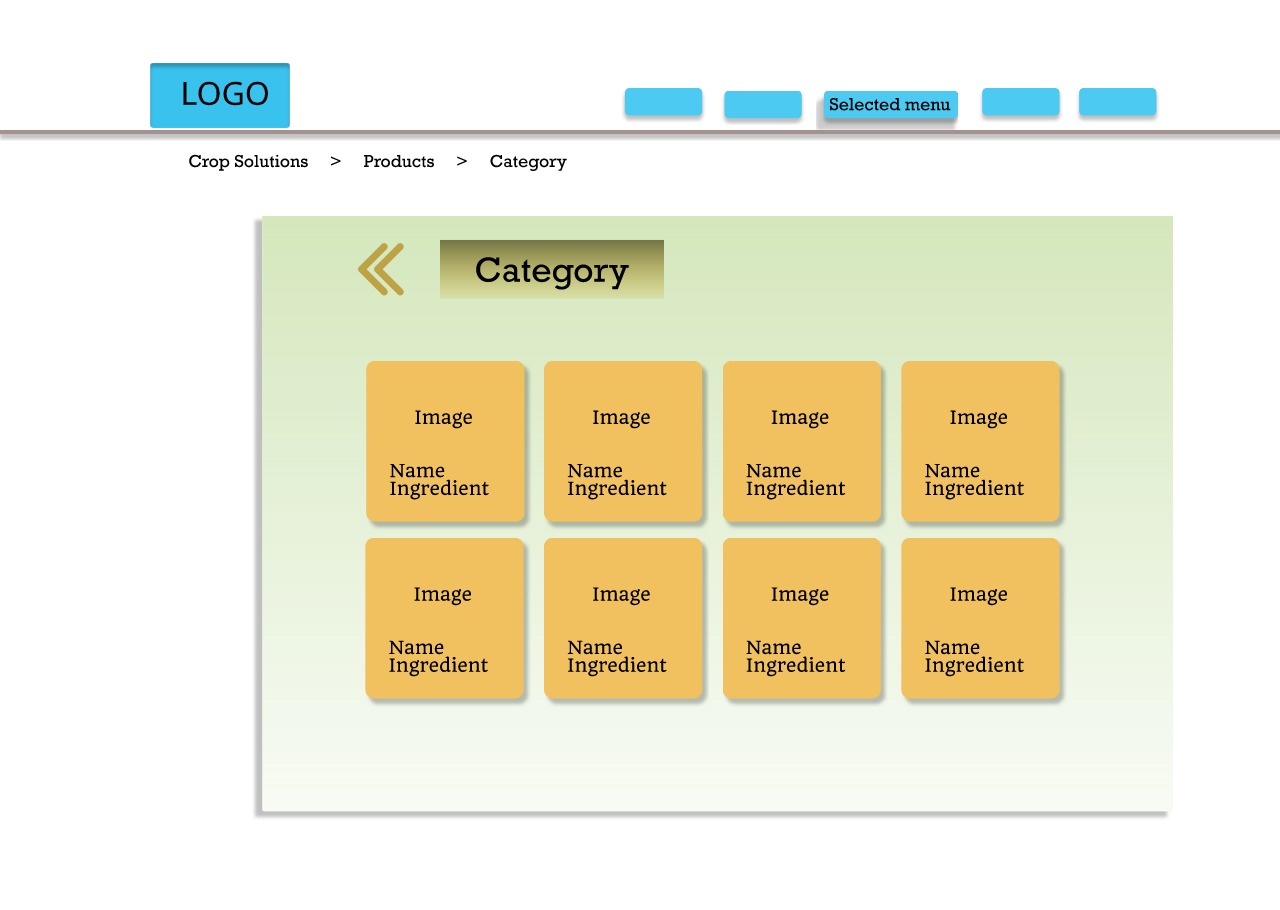 LOGO
Selected menu
Crop Solutions > Products > Category
Category
Image Image Image Image
Name Name Name Name
Ingredient Ingredient Ingredient Ingredient
Image Image Image Image
Name Name Name Name
Ingredient Ingredient Ingredient Ingredient